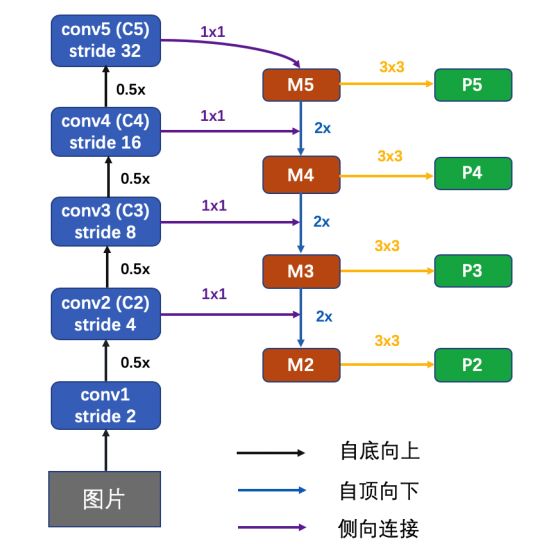 conv5 (C5)
stride 32
1x1
3x3
M5
P5
0.5x
conv4 (C4)
stride 16
1x1
2x
3x3
M4
P4
0.5x
conv3 (C3)
stride 8
1x1
2x
3x3
M3
P3
0.5x
conv2 (C2)
stride 4
1x1
2x
3x3
M2
P2
0.5x
conv1
stride 2
图片
自底向上
自顶向下
侧向连接